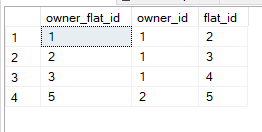 owner_flat_id owner_id flat_id
1 1 1 2
2 2 1 3
3 3 1 4
4 5 2 5